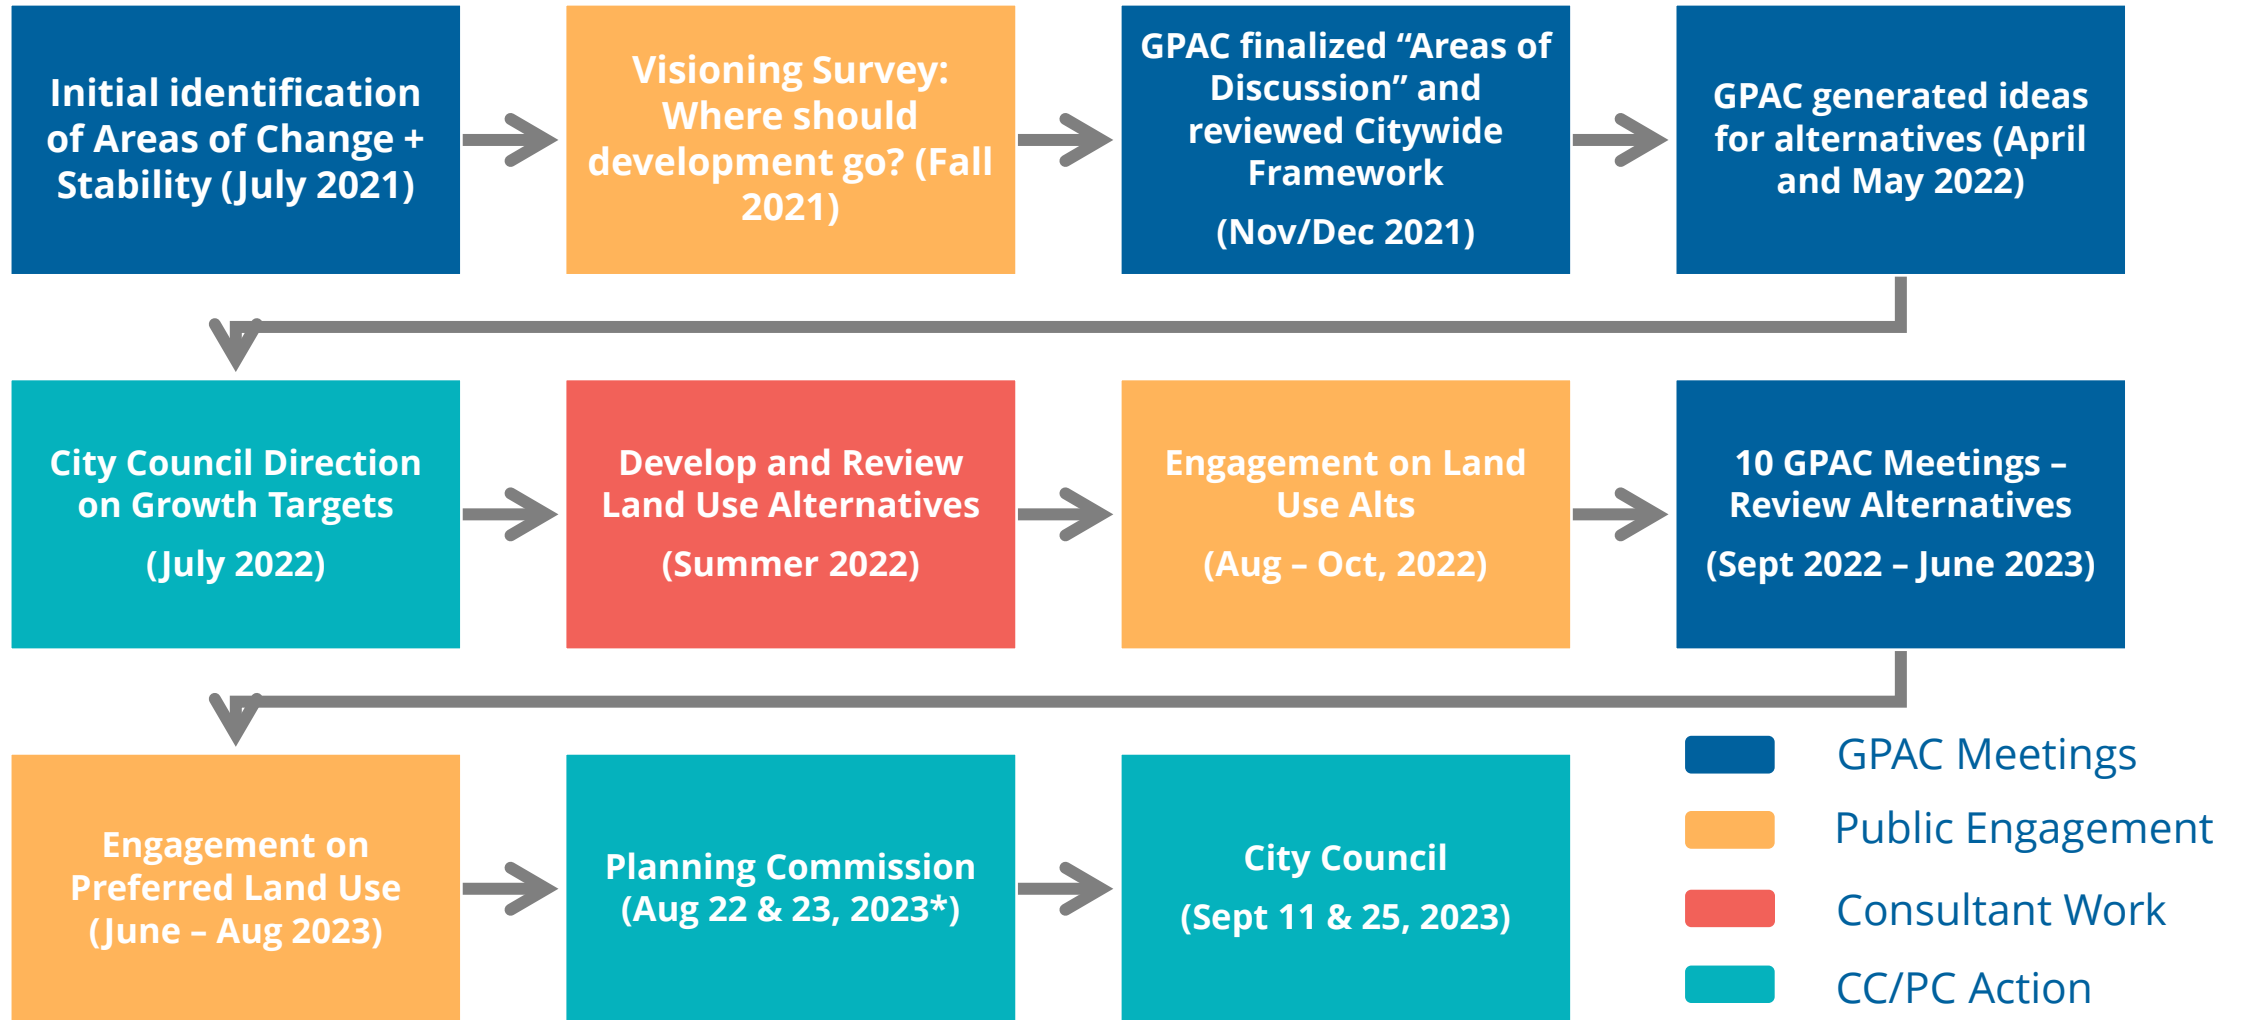 Initial identification
of Areas of Change +
Stability (July 2021)
Visioning Survey:
Where should
development go? (Fall
2021)
GPAC finalized “Areas of
Discussion” and
reviewed Citywide
Framework
(Nov/Dec 2021)
GPAC generated ideas
for alternatives (April
and May 2022)
City Council Direction
on Growth Targets
(July 2022)
Develop and Review
Land Use Alternatives
(Summer 2022)
Engagement on Land
Use Alts
(Aug – Oct, 2022)
10 GPAC Meetings –
Review Alternatives
(Sept 2022 – June 2023)
Engagement on
Preferred Land Use
(June – Aug 2023)
Planning Commission
(Aug 22 & 23, 2023*)
City Council
(Sept 11 & 25, 2023)
GPAC Meetings
Public Engagement
Consultant Work
CC/PC Action